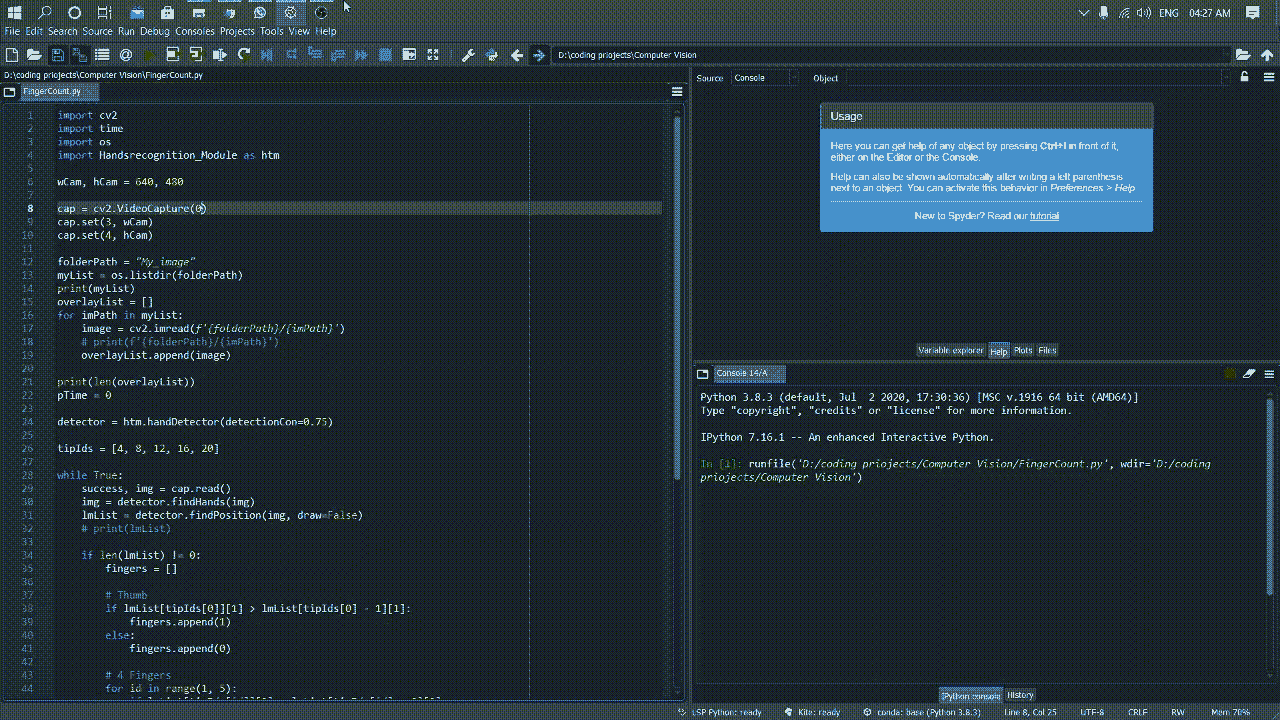 ENG 04:27 AM
File Edit Search Source Run Debug Consoles Projects Tools View Help
D:\coding priojects\Computer Vision
D:\coding priojects\Computer Vision\FingerCount.py
FingerCount.py
1 import cv2
2 import time
3 import os
4 import Handsrecognition_Module as htm
5
6 wCam, hCam = 640, 480
7
8 cap = cv2.VideoCapture(0)
9 cap.set(3, wCam)
10 cap.set(4, hCam)
11
12 folderPath = "My_image"
13 myList = os.listdir(folderPath)
14 print(myList)
15 overlayList = []
16 for imPath in myList:
17 image = cv2.imread(f'{folderPath}/{imPath}')
18 # print(f'{folderPath}/{imPath}')
19 overlayList.append(image)
20
21 print(len(overlayList))
22 pTime = 0
23
24 detector = htm.handDetector(detectionCon=0.75)
25
26 tipIds = [4, 8, 12, 16, 20]
27
28 while True:
29 success, img = cap.read()
30 img = detector.findHands(img)
31 lmList = detector.findPosition(img, draw=False)
32 # print(lmList)
33
34 if len(lmList) != 0:
35 fingers = []
36
37 # Thumb
38 if lmList[tipIds[0]][1] > lmList[tipIds[0] - 1][1]:
39 fingers.append(1)
40 else:
41 fingers.append(0)
42
43 # 4 Fingers
44 for id in range(1, 5):
Source Console Object
Usage
Here you can get help of any object by pressing Ctrl+I in front of it,
either on the Editor or the Console.
Help can also be shown automatically after writing a left parenthesis
next to an object. You can activate this behavior in Preferences > Help
New to Spyder? Read our tutorial
Variable explorer Help Plots Files
Console 14/A
Python 3.8.3 (default, Jul 2 2020, 17:30:36) [MSC v.1916 64 bit (AMD64)]
Type "copyright", "credits" or "license" for more information.
IPython 7.16.1 -- An enhanced Interactive Python.
In [1]: runfile('D:/coding priojects/Computer Vision/FingerCount.py', wdir='D:/coding
priojects/Computer Vision')
IPython console History
LSP Python: ready Kite: ready conda: base (Python 3.8.3) Line 8, Col 25 UTF-8 CRLF RW Mem 70%